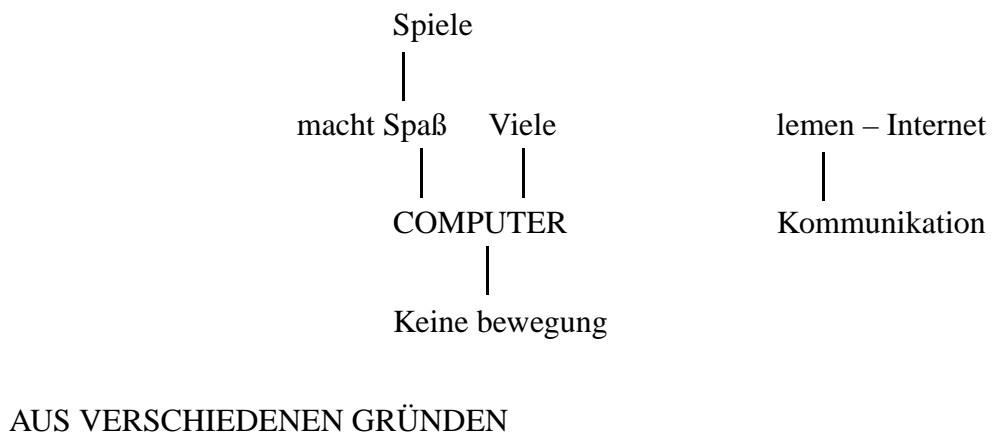 Spiele
macht Spaß Viele lemen – Internet
COMPUTER Kommunikation
Keine bewegung
AUS VERSCHIEDENEN GRÜNDEN